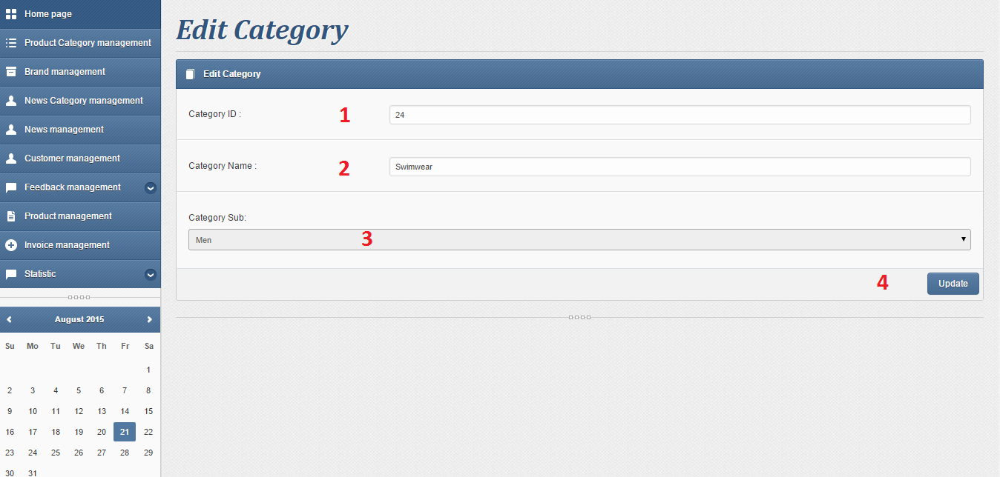 Home page
Product Category management
Brand management
News Category management
News management
Customer management
Feedback management
Product management
Invoice management
Statistic
August 2015
Su Mo Tu We Th Fr Sa
1
2 3 4 5 6 7 8
9 10 11 12 13 14 15
16 17 18 19 20 21 22
23 24 25 26 27 28 29
30 31
Edit Category
Edit Category
Category ID : 1 24
Category Name : 2 Swimwear
Category Sub:
Men 3
4 Update